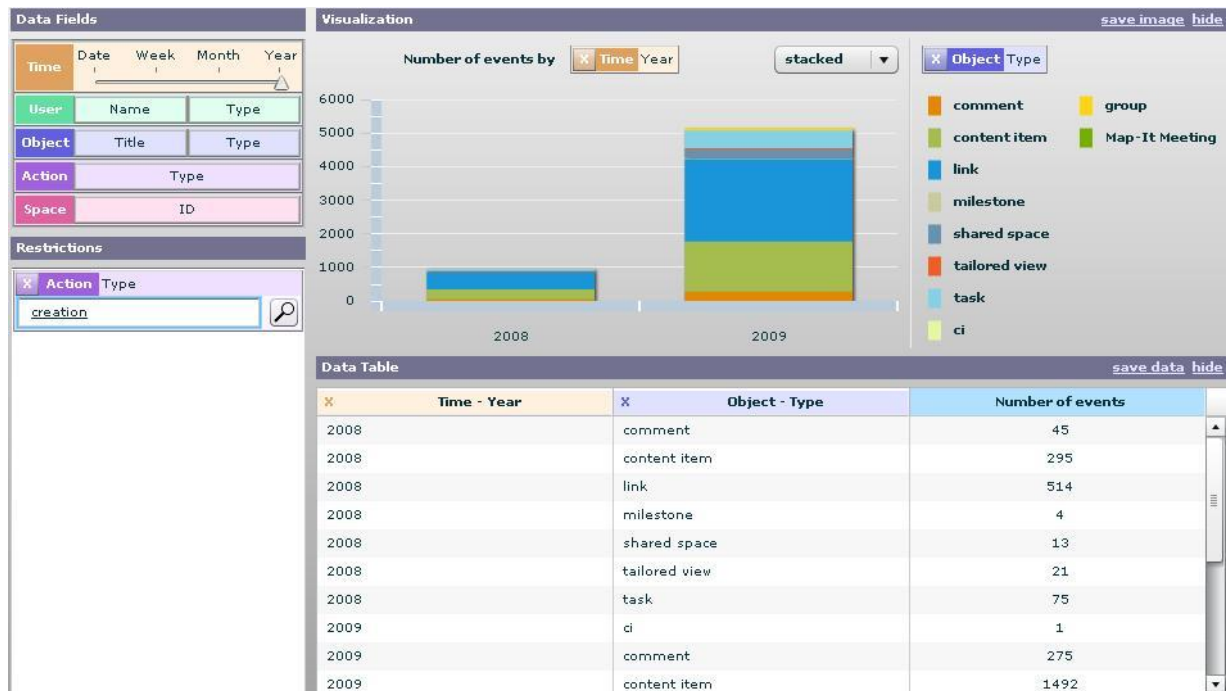 Data Fields
Time
Date Week Month Year
User Name Type
Object Title Type
Action Type
Space ID
Restrictions
X Action Type
creation
Visualization save image hide
Number of events by X Time Year stacked
X Object Type
6000
5000
4000
3000
2000
1000
0
2008 2009
comment group
content item Map-It Meeting
link
milestone
shared space
tailored view
task
ci
Data Table save data hide
X Time - Year X Object - Type Number of events
2008 comment 45
2008 content item 295
2008 link 514
2008 milestone 4
2008 shared space 13
2008 tailored view 21
2008 task 75
2009 ci 1
2009 comment 275
2009 content item 1492